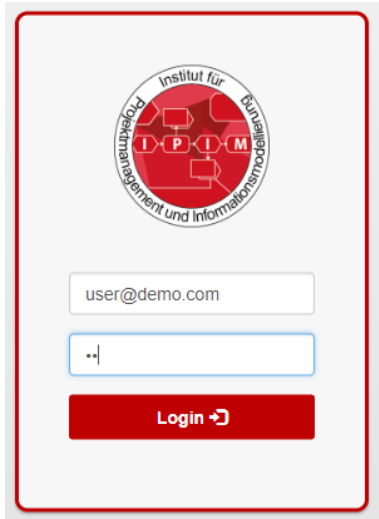 Institut für
Projektmanagement und Informationsmodellierung
I P I M
user@demo.com
••
Login